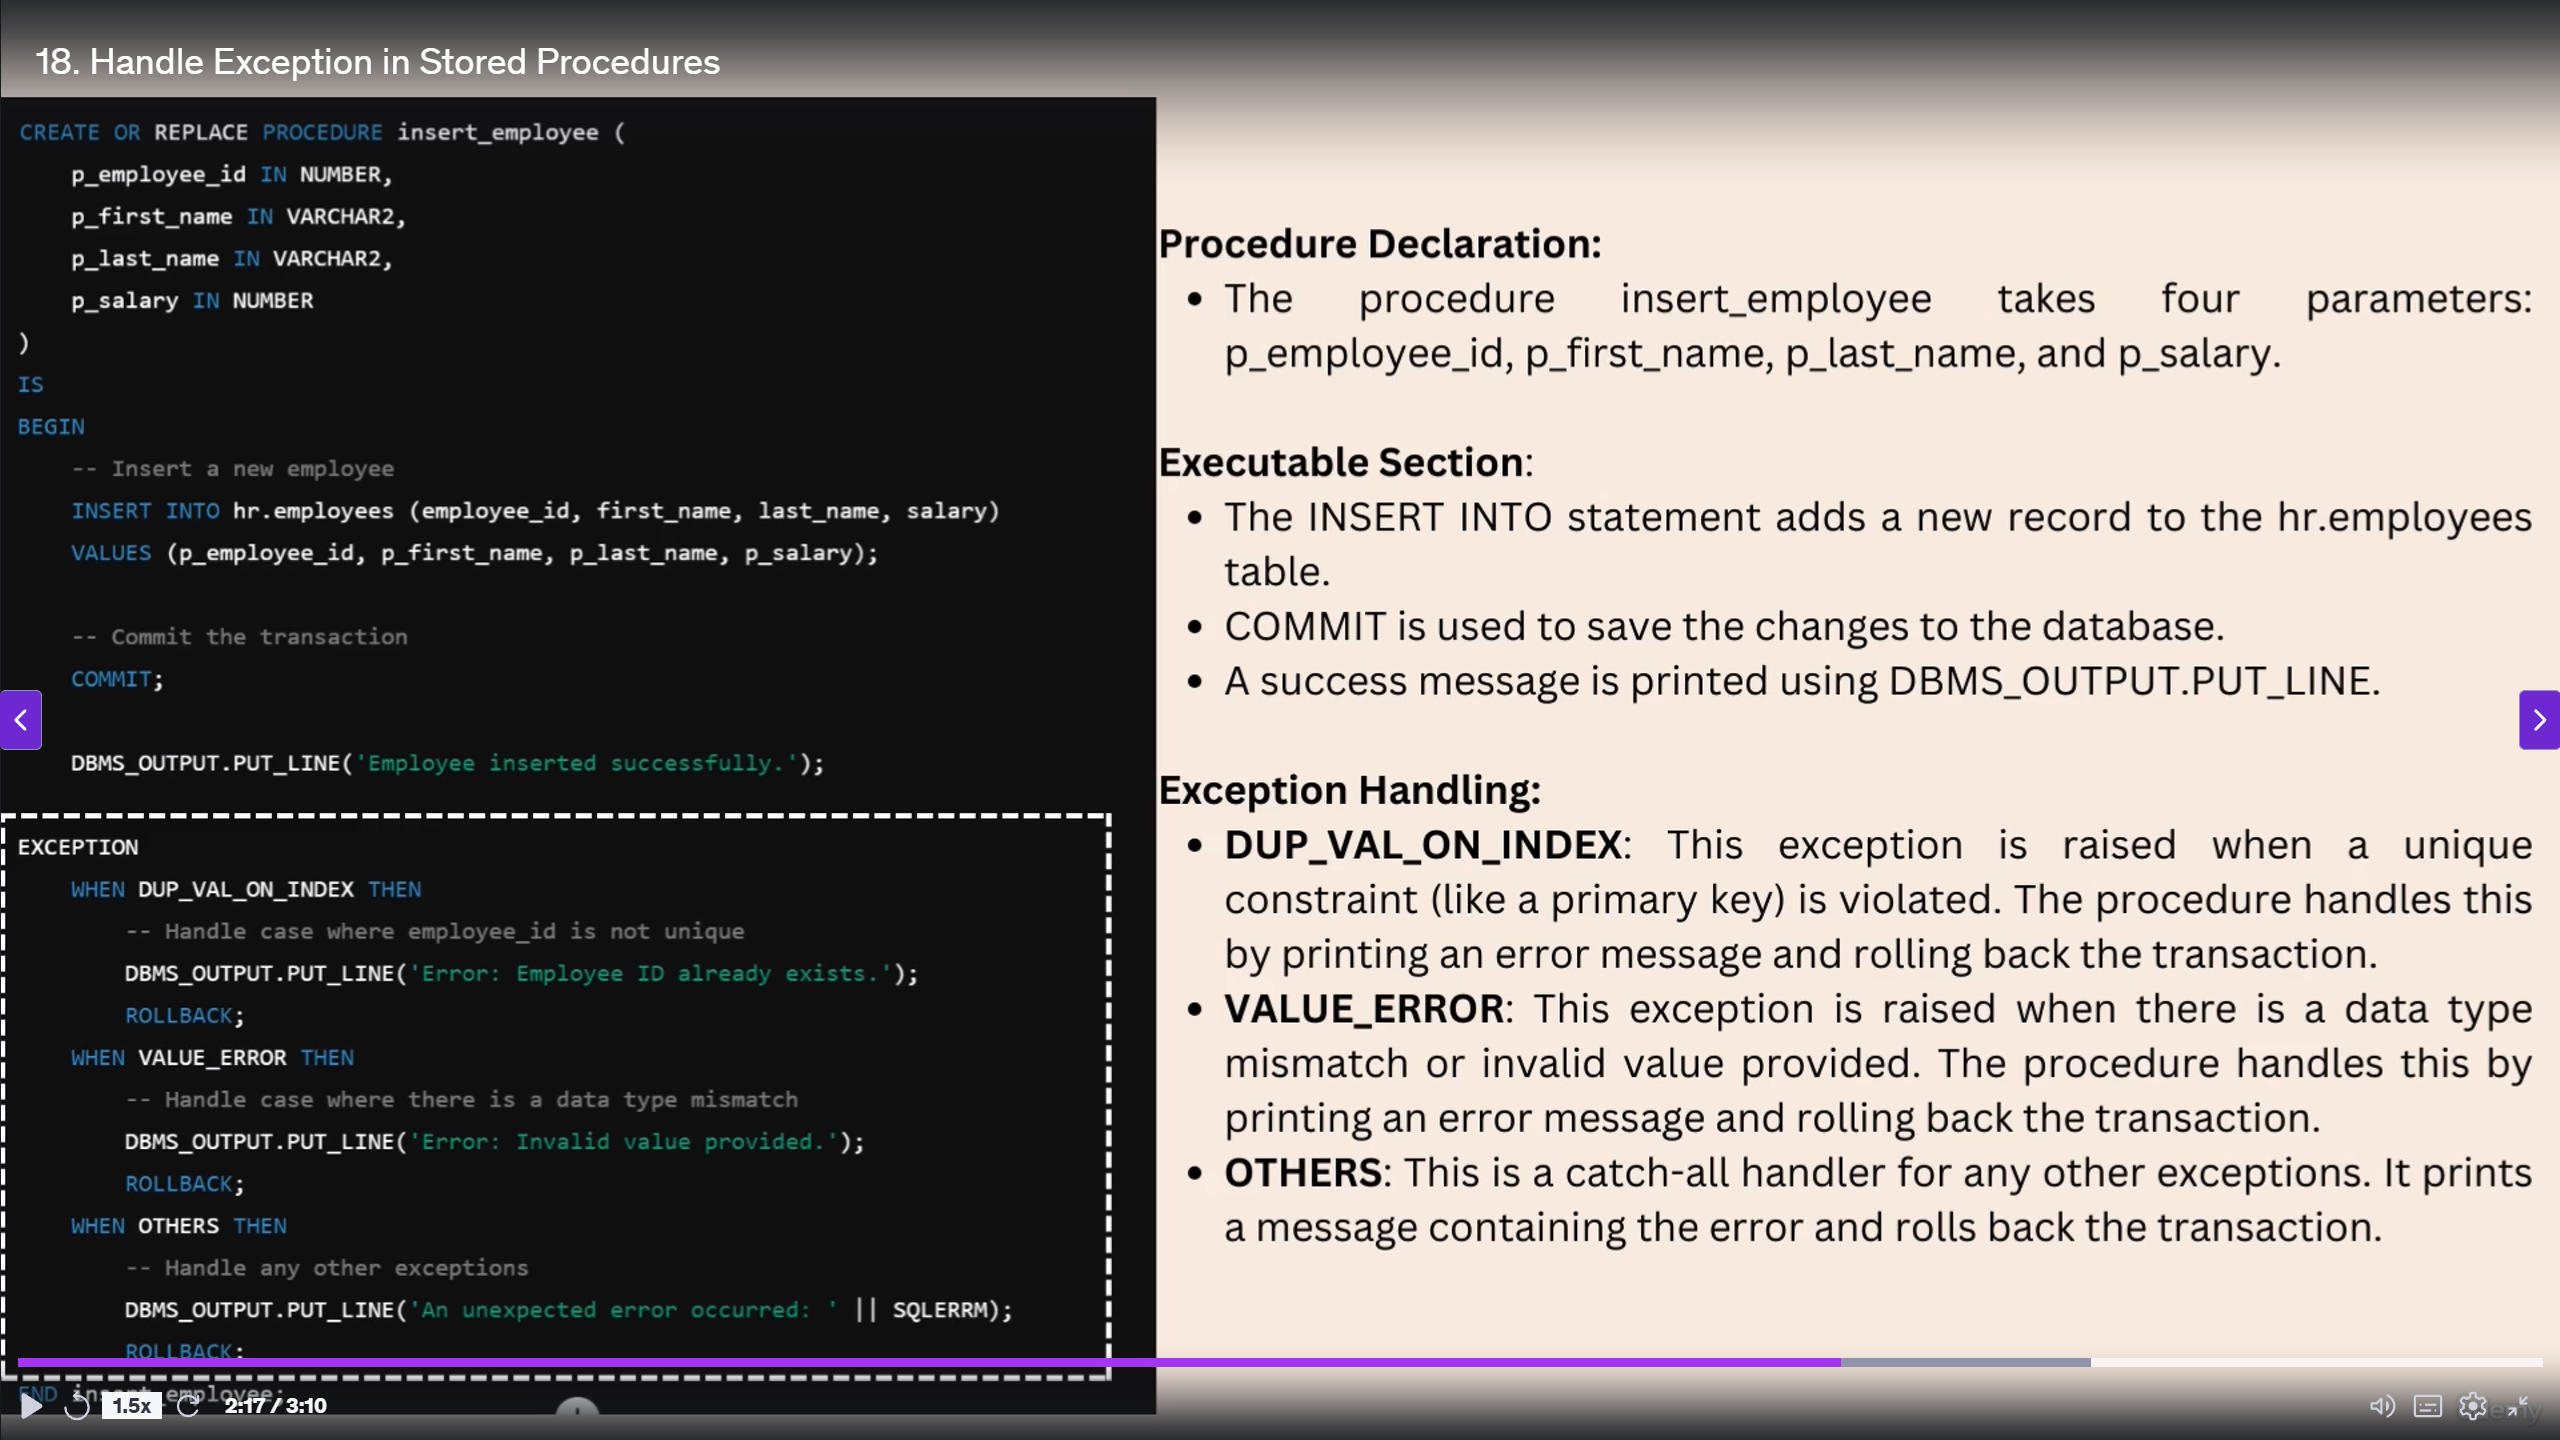 18. Handle Exception in Stored Procedures
CREATE OR REPLACE PROCEDURE insert_employee (
p_employee_id IN NUMBER,
p_first_name IN VARCHAR2,
p_last_name IN VARCHAR2,
p_salary IN NUMBER
)
IS
BEGIN
-- Insert a new employee
INSERT INTO hr.employees (employee_id, first_name, last_name, salary)
VALUES (p_employee_id, p_first_name, p_last_name, p_salary);
-- Commit the transaction
COMMIT;
DBMS_OUTPUT.PUT_LINE('Employee inserted successfully.');
EXCEPTION
WHEN DUP_VAL_ON_INDEX THEN
-- Handle case where employee_id is not unique
DBMS_OUTPUT.PUT_LINE('Error: Employee ID already exists.');
ROLLBACK;
WHEN VALUE_ERROR THEN
-- Handle case where there is a data type mismatch
DBMS_OUTPUT.PUT_LINE('Error: Invalid value provided.');
ROLLBACK;
WHEN OTHERS THEN
-- Handle any other exceptions
DBMS_OUTPUT.PUT_LINE('An unexpected error occurred: ' || SQLERRM);
ROLLBACK;
END insert_employee;
Procedure Declaration:
• The procedure insert_employee takes four parameters:
p_employee_id, p_first_name, p_last_name, and p_salary.
Executable Section:
• The INSERT INTO statement adds a new record to the hr.employees
table.
• COMMIT is used to save the changes to the database.
• A success message is printed using DBMS_OUTPUT.PUT_LINE.
Exception Handling:
• DUP_VAL_ON_INDEX: This exception is raised when a unique
constraint (like a primary key) is violated. The procedure handles this
by printing an error message and rolling back the transaction.
• VALUE_ERROR: This exception is raised when there is a data type
mismatch or invalid value provided. The procedure handles this by
printing an error message and rolling back the transaction.
• OTHERS: This is a catch-all handler for any other exceptions. It prints
a message containing the error and rolls back the transaction.
1.5x
2:17 / 3:10